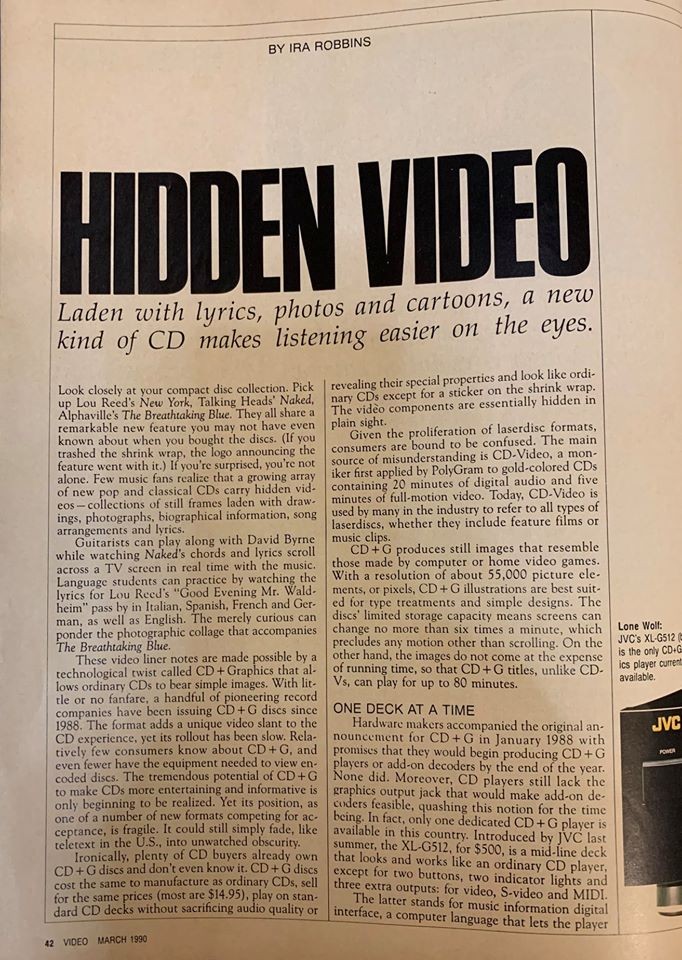 BY IRA ROBBINS
HIDDEN VIDEO
Laden with lyrics, photos and cartoons, a new
kind of CD makes listening easier on the eyes.
Look closely at your compact disc collection. Pick
up Lou Reed's New York, Talking Heads' Naked,
Alphaville's The Breathtaking Blue. They all share a
remarkable new feature you may not have even
known about when you bought the discs. (If you
trashed the shrink wrap, the logo announcing the
feature went with it.) If you're surprised, you're not
alone. Few music fans realize that a growing array
of new pop and classical CDs carry hidden vid-
eos—collections of still frames laden with draw-
ings, photographs, biographical information, song
arrangements and lyrics.
Guitarists can play along with David Byrne
while watching Naked's chords and lyrics scroll
across a TV screen in real time with the music.
Language students can practice by watching the
lyrics for Lou Reed's "Good Evening Mr. Wald-
heim" pass by in Italian, Spanish, French and Ger-
man, as well as English. The merely curious can
ponder the photographic collage that accompanies
The Breathtaking Blue.
These video liner notes are made possible by a
technological twist called CD+Graphics that al-
lows ordinary CDs to bear simple images. With lit-
tle or no fanfare, a handful of pioneering record
companies have been issuing CD+G discs since
1988. The format adds a unique video slant to the
CD experience, yet its rollout has been slow. Rela-
tively few consumers know about CD+G, and
even fewer have the equipment needed to view en-
coded discs. The tremendous potential of CD+G
to make CDs more entertaining and informative is
only beginning to be realized. Yet its position, as
one of a number of new formats competing for ac-
ceptance, is fragile. It could still simply fade, like
teletext in the U.S., into unwatched obscurity.
Ironically, plenty of CD buyers already own
CD+G discs and don't even know it. CD+G discs
cost the same to manufacture as ordinary CDs, sell
for the same prices (most are $14.95), play on stan-
dard CD decks without sacrificing audio quality or
revealing their special properties and look like ordi-
nary CDs except for a sticker on the shrink wrap.
The video components are essentially hidden in
plain sight.
Given the proliferation of laserdisc formats,
consumers are bound to be confused. The main
source of misunderstanding is CD-Video, a mon-
iker first applied by PolyGram to gold-colored CDs
containing 20 minutes of digital audio and five
minutes of full-motion video. Today, CD-Video is
used by many in the industry to refer to all types of
laserdiscs, whether they include feature films or
music clips.
CD+G produces still images that resemble
those made by computer or home video games.
With a resolution of about 55,000 picture ele-
ments, or pixels, CD+G illustrations are best suit-
ed for type treatments and simple designs. The
discs' limited storage capacity means screens can
change no more than six times a minute, which
precludes any motion other than scrolling. On the
other hand, the images do not come at the expense
of running time, so that CD+G titles, unlike CD-
Vs, can play for up to 80 minutes.
ONE DECK AT A TIME
Hardware makers accompanied the original an-
nouncement for CD+G in January 1988 with
promises that they would begin producing CD+G
players or add-on decoders by the end of the year.
None did. Moreover, CD players still lack the
graphics output jack that would make add-on de-
coders feasible, quashing this notion for the time
being. In fact, only one dedicated CD+G player is
available in this country. Introduced by JVC last
summer, the XL-G512, for $500, is a mid-line deck
that looks and works like an ordinary CD player,
except for two buttons, two indicator lights and
three extra outputs: for video, S-video and MIDI.
The latter stands for music information digital
interface, a computer language that lets the player
Lone Wolf:
JVC's XL-G512
is the only CD+G
ics player current
available.
JVC
POWER
42 VIDEO MARCH 1990